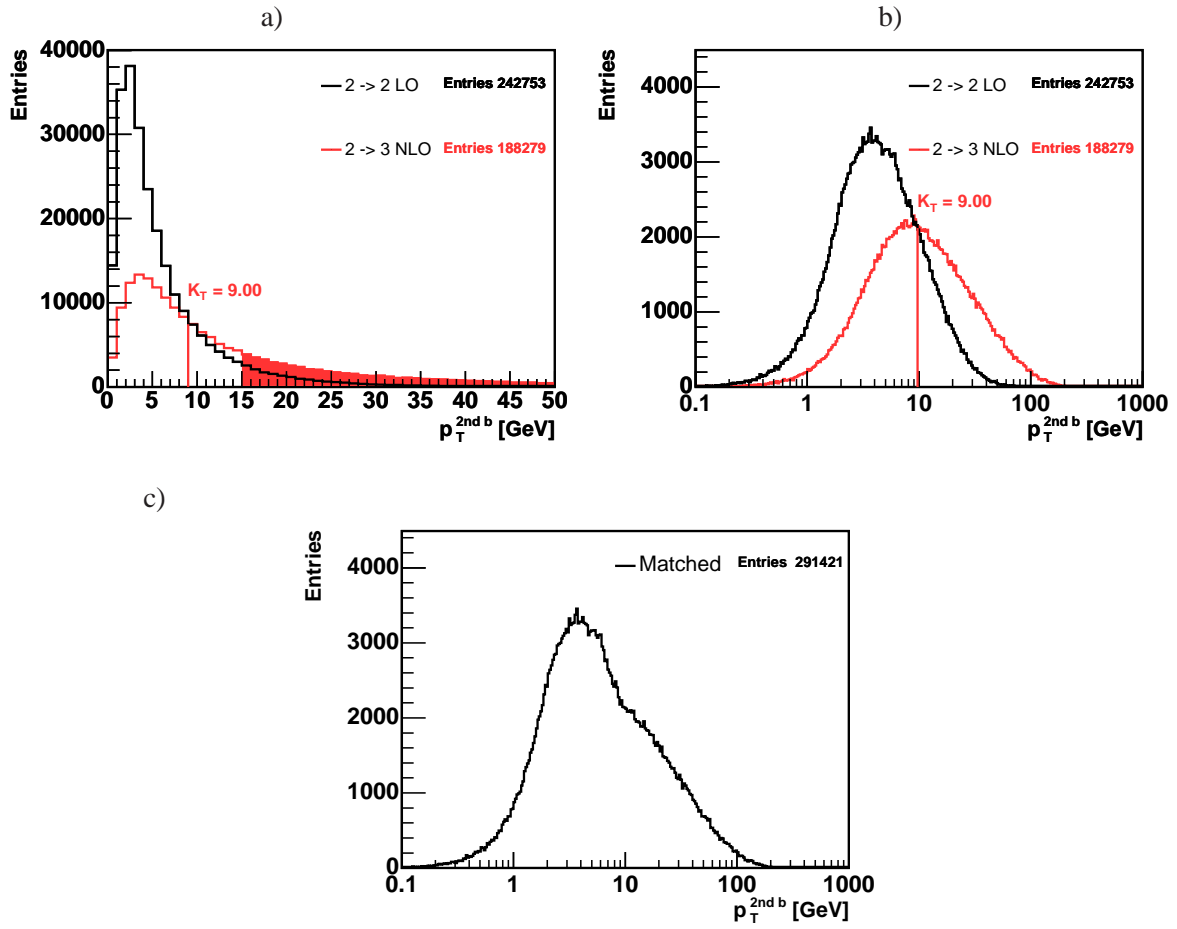 a)
Entries
40000
30000
20000
10000
0
2 -> 2 LO Entries 242753
2 -> 3 NLO Entries 188279
K_T = 9.00
0 5 10 15 20 25 30 35 40 45 50
p_T^{2nd b} [GeV]
b)
Entries
4000
3000
2000
1000
0
2 -> 2 LO Entries 242753
2 -> 3 NLO Entries 188279
K_T = 9.00
0.1 1 10 100 1000
p_T^{2nd b} [GeV]
c)
Entries
4000
3000
2000
1000
0
Matched Entries 291421
0.1 1 10 100 1000
p_T^{2nd b} [GeV]